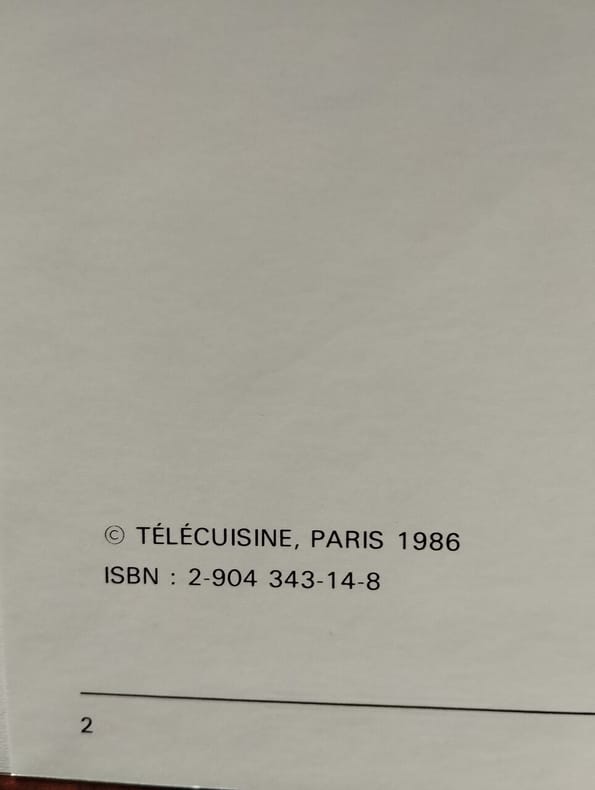 © TÉLÉCUISINE, PARIS 1986
ISBN : 2-904 343-14-8
2